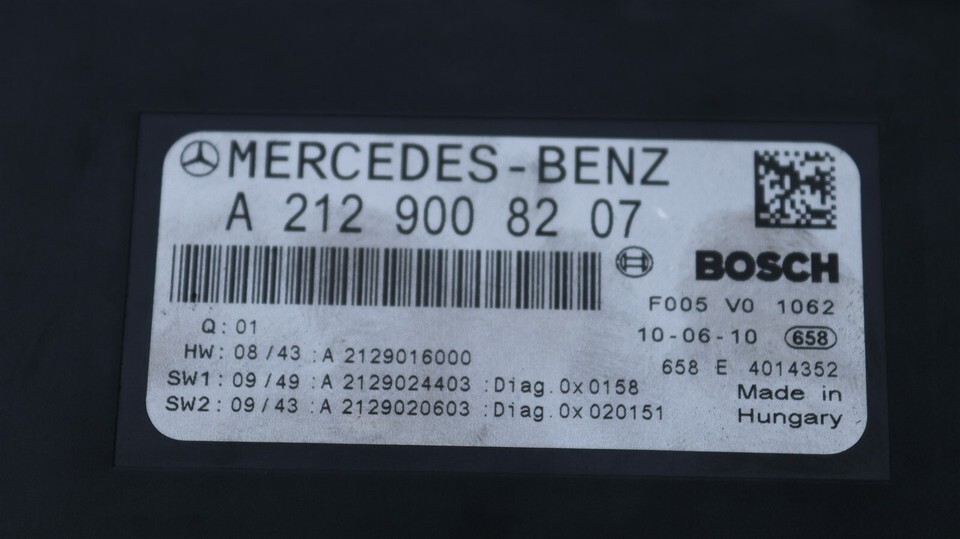 MERCEDES-BENZ
A 212 900 82 07
BOSCH
F005 V0 1062
10-06-10 658
658 E 4014352
Made in
Hungary
Q: 01
HW: 08/43 :A 2129016000
SW1: 09/49 :A 2129024403 :Diag.0x0158
SW2: 09/43 :A 2129020603 :Diag.0x020151